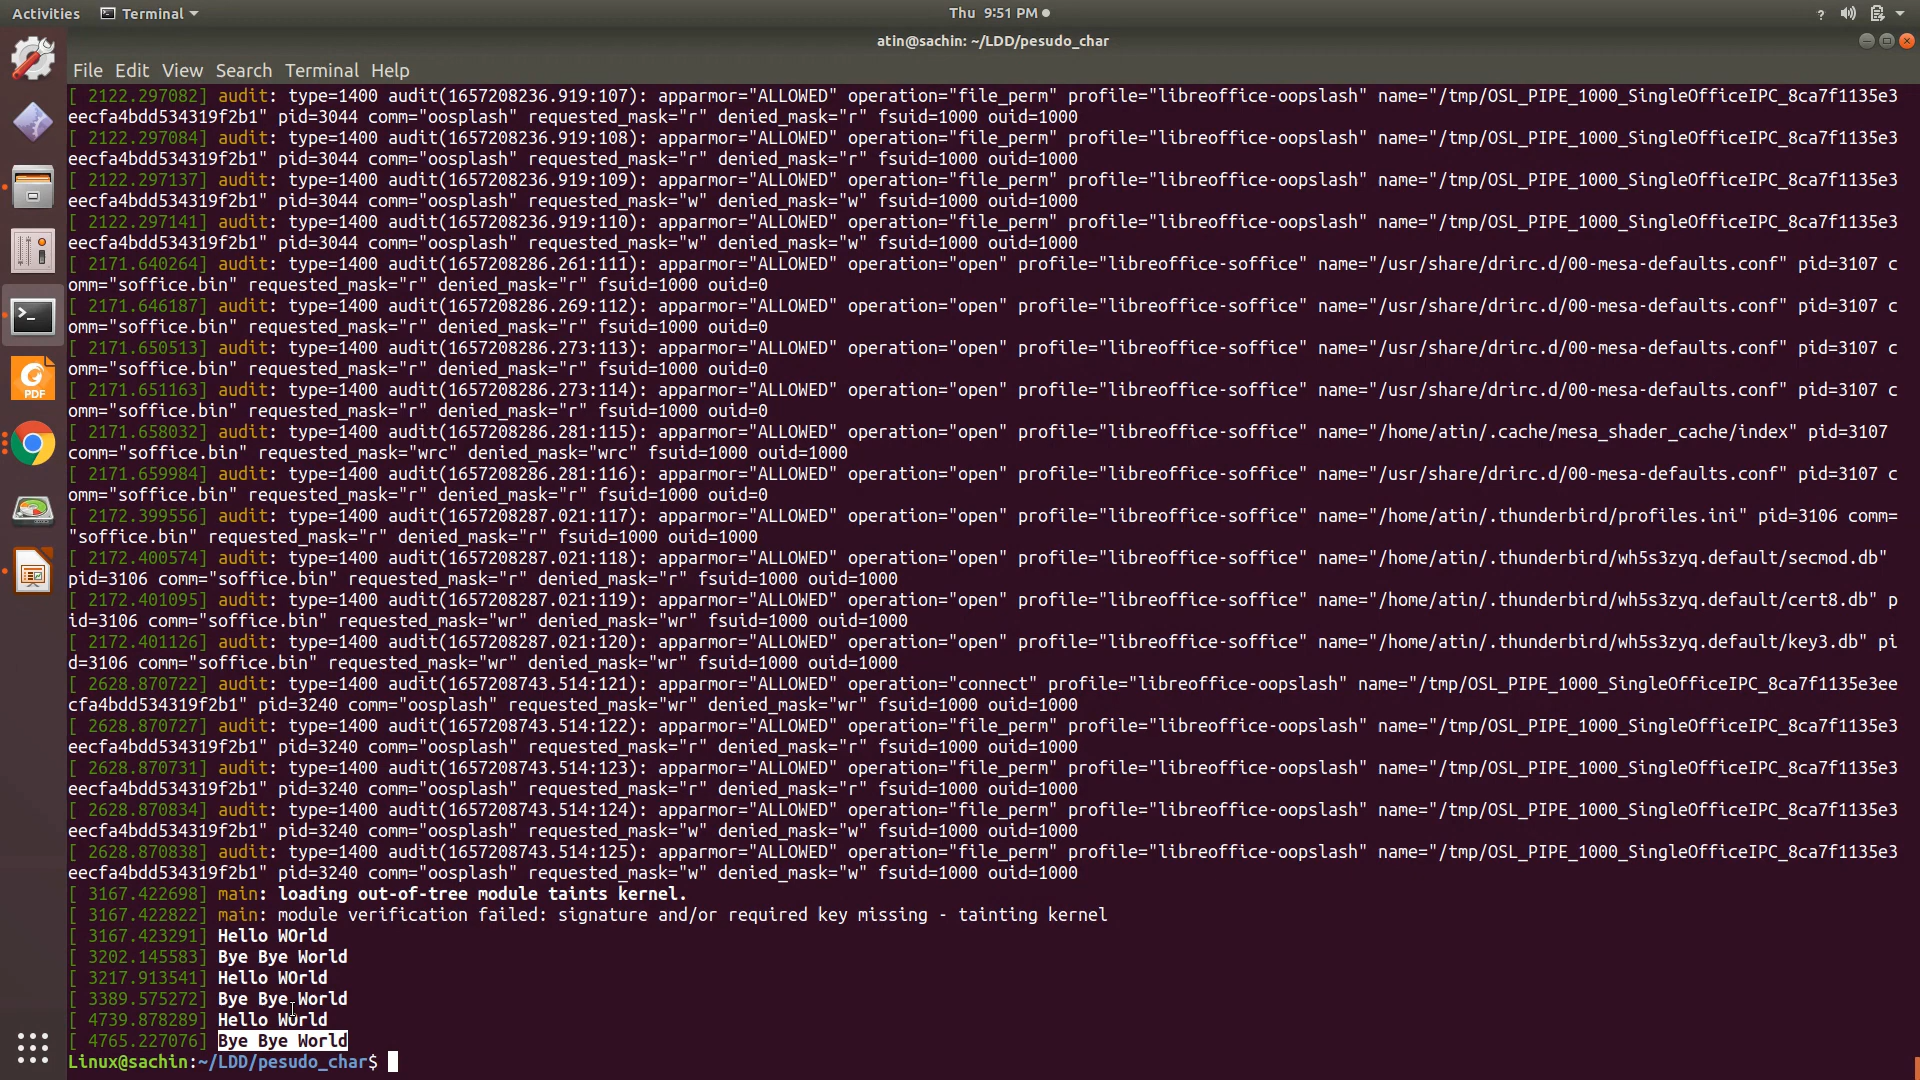 Activities Terminal Thu 9:51 PM ?
atin@sachin: ~/LDD/pesudo_char
File Edit View Search Terminal Help
[ 2122.297082] audit: type=1400 audit(1657208236.919:107): apparmor="ALLOWED" operation="file_perm" profile="libreoffice-oopslash" name="/tmp/OSL_PIPE_1000_SingleOfficeIPC_8ca7f1135e3
eecfa4bdd534319f2b1" pid=3044 comm="oosplash" requested_mask="r" denied_mask="r" fsuid=1000 ouid=1000
[ 2122.297084] audit: type=1400 audit(1657208236.919:108): apparmor="ALLOWED" operation="file_perm" profile="libreoffice-oopslash" name="/tmp/OSL_PIPE_1000_SingleOfficeIPC_8ca7f1135e3
eecfa4bdd534319f2b1" pid=3044 comm="oosplash" requested_mask="r" denied_mask="r" fsuid=1000 ouid=1000
[ 2122.297137] audit: type=1400 audit(1657208236.919:109): apparmor="ALLOWED" operation="file_perm" profile="libreoffice-oopslash" name="/tmp/OSL_PIPE_1000_SingleOfficeIPC_8ca7f1135e3
eecfa4bdd534319f2b1" pid=3044 comm="oosplash" requested_mask="w" denied_mask="w" fsuid=1000 ouid=1000
[ 2122.297141] audit: type=1400 audit(1657208236.919:110): apparmor="ALLOWED" operation="file_perm" profile="libreoffice-oopslash" name="/tmp/OSL_PIPE_1000_SingleOfficeIPC_8ca7f1135e3
eecfa4bdd534319f2b1" pid=3044 comm="oosplash" requested_mask="w" denied_mask="w" fsuid=1000 ouid=1000
[ 2171.640264] audit: type=1400 audit(1657208286.261:111): apparmor="ALLOWED" operation="open" profile="libreoffice-soffice" name="/usr/share/drirc.d/00-mesa-defaults.conf" pid=3107 c
omm="soffice.bin" requested_mask="r" denied_mask="r" fsuid=1000 ouid=0
[ 2171.646187] audit: type=1400 audit(1657208286.269:112): apparmor="ALLOWED" operation="open" profile="libreoffice-soffice" name="/usr/share/drirc.d/00-mesa-defaults.conf" pid=3107 c
omm="soffice.bin" requested_mask="r" denied_mask="r" fsuid=1000 ouid=0
[ 2171.650513] audit: type=1400 audit(1657208286.273:113): apparmor="ALLOWED" operation="open" profile="libreoffice-soffice" name="/usr/share/drirc.d/00-mesa-defaults.conf" pid=3107 c
omm="soffice.bin" requested_mask="r" denied_mask="r" fsuid=1000 ouid=0
[ 2171.651163] audit: type=1400 audit(1657208286.273:114): apparmor="ALLOWED" operation="open" profile="libreoffice-soffice" name="/usr/share/drirc.d/00-mesa-defaults.conf" pid=3107 c
omm="soffice.bin" requested_mask="r" denied_mask="r" fsuid=1000 ouid=0
[ 2171.658032] audit: type=1400 audit(1657208286.281:115): apparmor="ALLOWED" operation="open" profile="libreoffice-soffice" name="/home/atin/.cache/mesa_shader_cache/index" pid=3107
comm="soffice.bin" requested_mask="wrc" denied_mask="wrc" fsuid=1000 ouid=1000
[ 2171.659984] audit: type=1400 audit(1657208286.281:116): apparmor="ALLOWED" operation="open" profile="libreoffice-soffice" name="/usr/share/drirc.d/00-mesa-defaults.conf" pid=3107 c
omm="soffice.bin" requested_mask="r" denied_mask="r" fsuid=1000 ouid=0
[ 2172.399556] audit: type=1400 audit(1657208287.021:117): apparmor="ALLOWED" operation="open" profile="libreoffice-soffice" name="/home/atin/.thunderbird/profiles.ini" pid=3106 comm=
"soffice.bin" requested_mask="r" denied_mask="r" fsuid=1000 ouid=1000
[ 2172.400574] audit: type=1400 audit(1657208287.021:118): apparmor="ALLOWED" operation="open" profile="libreoffice-soffice" name="/home/atin/.thunderbird/wh5s3zyq.default/secmod.db"
pid=3106 comm="soffice.bin" requested_mask="r" denied_mask="r" fsuid=1000 ouid=1000
[ 2172.401095] audit: type=1400 audit(1657208287.021:119): apparmor="ALLOWED" operation="open" profile="libreoffice-soffice" name="/home/atin/.thunderbird/wh5s3zyq.default/cert8.db" p
id=3106 comm="soffice.bin" requested_mask="wr" denied_mask="wr" fsuid=1000 ouid=1000
[ 2172.401126] audit: type=1400 audit(1657208287.021:120): apparmor="ALLOWED" operation="open" profile="libreoffice-soffice" name="/home/atin/.thunderbird/wh5s3zyq.default/key3.db" pi
d=3106 comm="soffice.bin" requested_mask="wr" denied_mask="wr" fsuid=1000 ouid=1000
[ 2628.870722] audit: type=1400 audit(1657208743.514:121): apparmor="ALLOWED" operation="connect" profile="libreoffice-oopslash" name="/tmp/OSL_PIPE_1000_SingleOfficeIPC_8ca7f1135e3ee
cfa4bdd534319f2b1" pid=3240 comm="oosplash" requested_mask="wr" denied_mask="wr" fsuid=1000 ouid=1000
[ 2628.870727] audit: type=1400 audit(1657208743.514:122): apparmor="ALLOWED" operation="file_perm" profile="libreoffice-oopslash" name="/tmp/OSL_PIPE_1000_SingleOfficeIPC_8ca7f1135e3
eecfa4bdd534319f2b1" pid=3240 comm="oosplash" requested_mask="r" denied_mask="r" fsuid=1000 ouid=1000
[ 2628.870731] audit: type=1400 audit(1657208743.514:123): apparmor="ALLOWED" operation="file_perm" profile="libreoffice-oopslash" name="/tmp/OSL_PIPE_1000_SingleOfficeIPC_8ca7f1135e3
eecfa4bdd534319f2b1" pid=3240 comm="oosplash" requested_mask="r" denied_mask="r" fsuid=1000 ouid=1000
[ 2628.870834] audit: type=1400 audit(1657208743.514:124): apparmor="ALLOWED" operation="file_perm" profile="libreoffice-oopslash" name="/tmp/OSL_PIPE_1000_SingleOfficeIPC_8ca7f1135e3
eecfa4bdd534319f2b1" pid=3240 comm="oosplash" requested_mask="w" denied_mask="w" fsuid=1000 ouid=1000
[ 2628.870838] audit: type=1400 audit(1657208743.514:125): apparmor="ALLOWED" operation="file_perm" profile="libreoffice-oopslash" name="/tmp/OSL_PIPE_1000_SingleOfficeIPC_8ca7f1135e3
eecfa4bdd534319f2b1" pid=3240 comm="oosplash" requested_mask="w" denied_mask="w" fsuid=1000 ouid=1000
[ 3167.422698] main: loading out-of-tree module taints kernel.
[ 3167.422822] main: module verification failed: signature and/or required key missing - tainting kernel
[ 3167.423291] Hello WOrld
[ 3202.145583] Bye Bye World
[ 3217.913541] Hello WOrld
[ 3389.575272] Bye Bye World
[ 4739.878289] Hello WOrld
[ 4765.227076] Bye Bye World
Linux@sachin:~/LDD/pesudo_char$
PDF